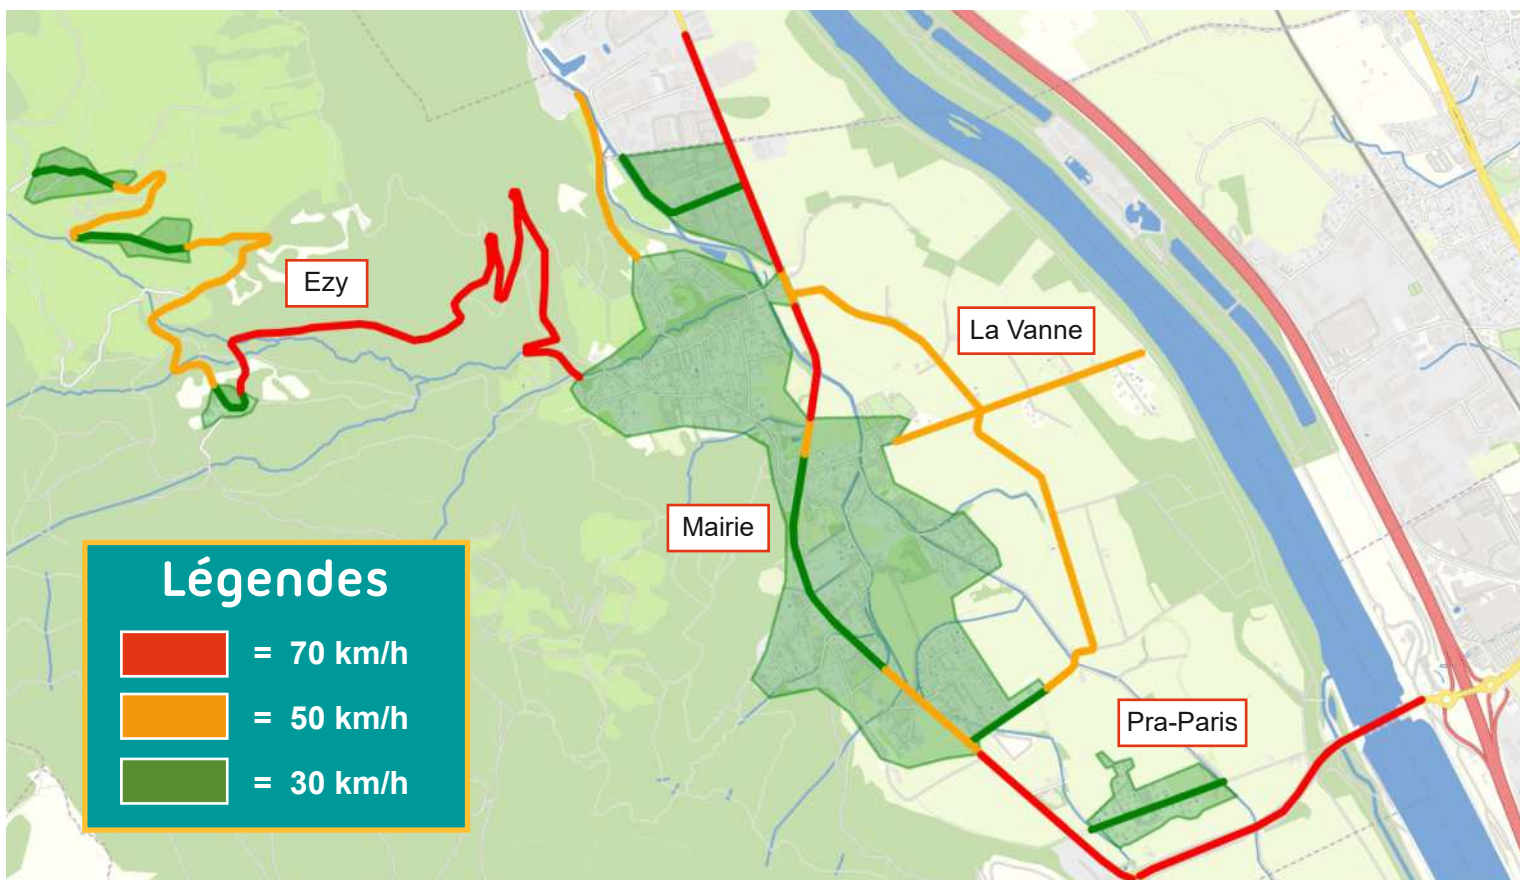 Ezy
La Vanne
Mairie
Légendes
= 70 km/h
= 50 km/h
= 30 km/h
Pra-Paris